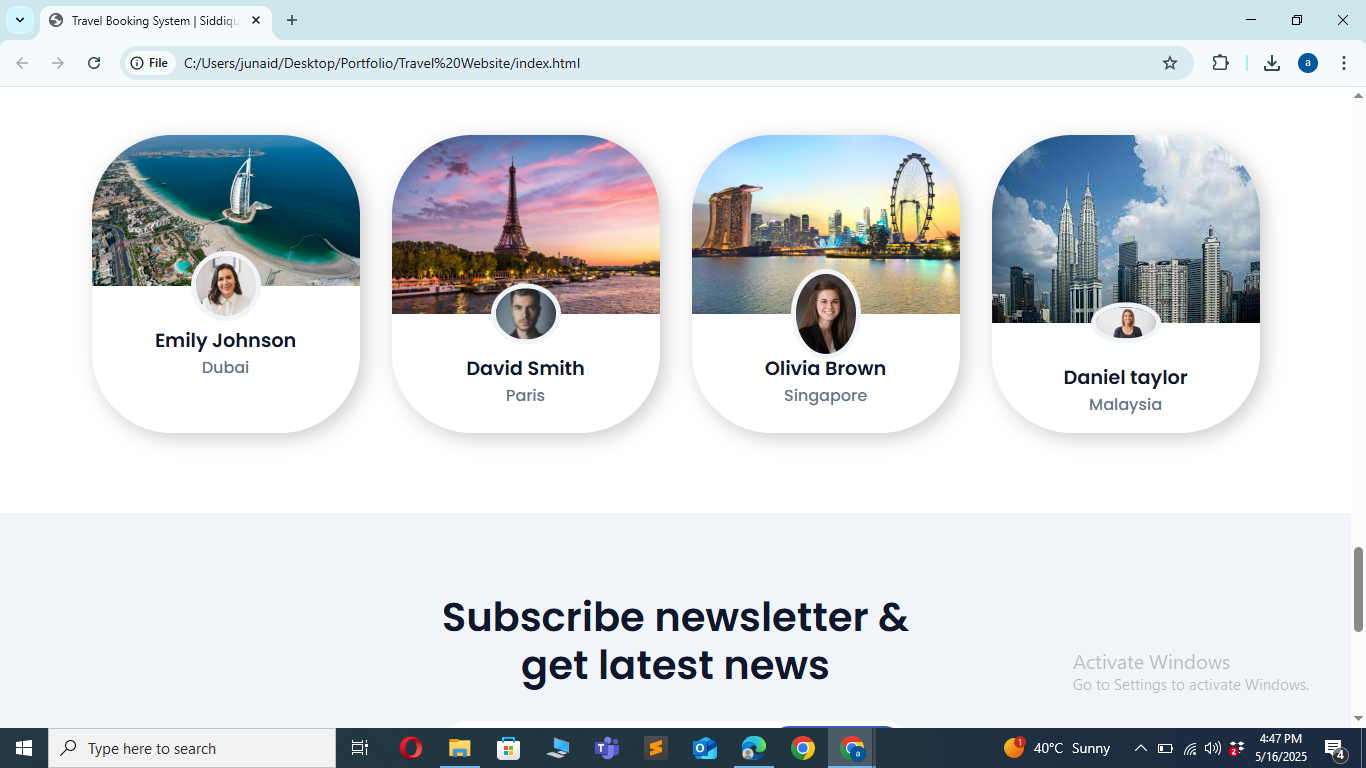 Travel Booking System | Siddiqu
File
C:/Users/junaid/Desktop/Portfolio/Travel%20Website/index.html
a
Emily Johnson
Dubai
David Smith
Paris
Olivia Brown
Singapore
Daniel taylor
Malaysia
Subscribe newsletter &
get latest news
Activate Windows
Go to Settings to activate Windows.
Type here to search
a
1
40°C Sunny
4:47 PM
5/16/2025
4